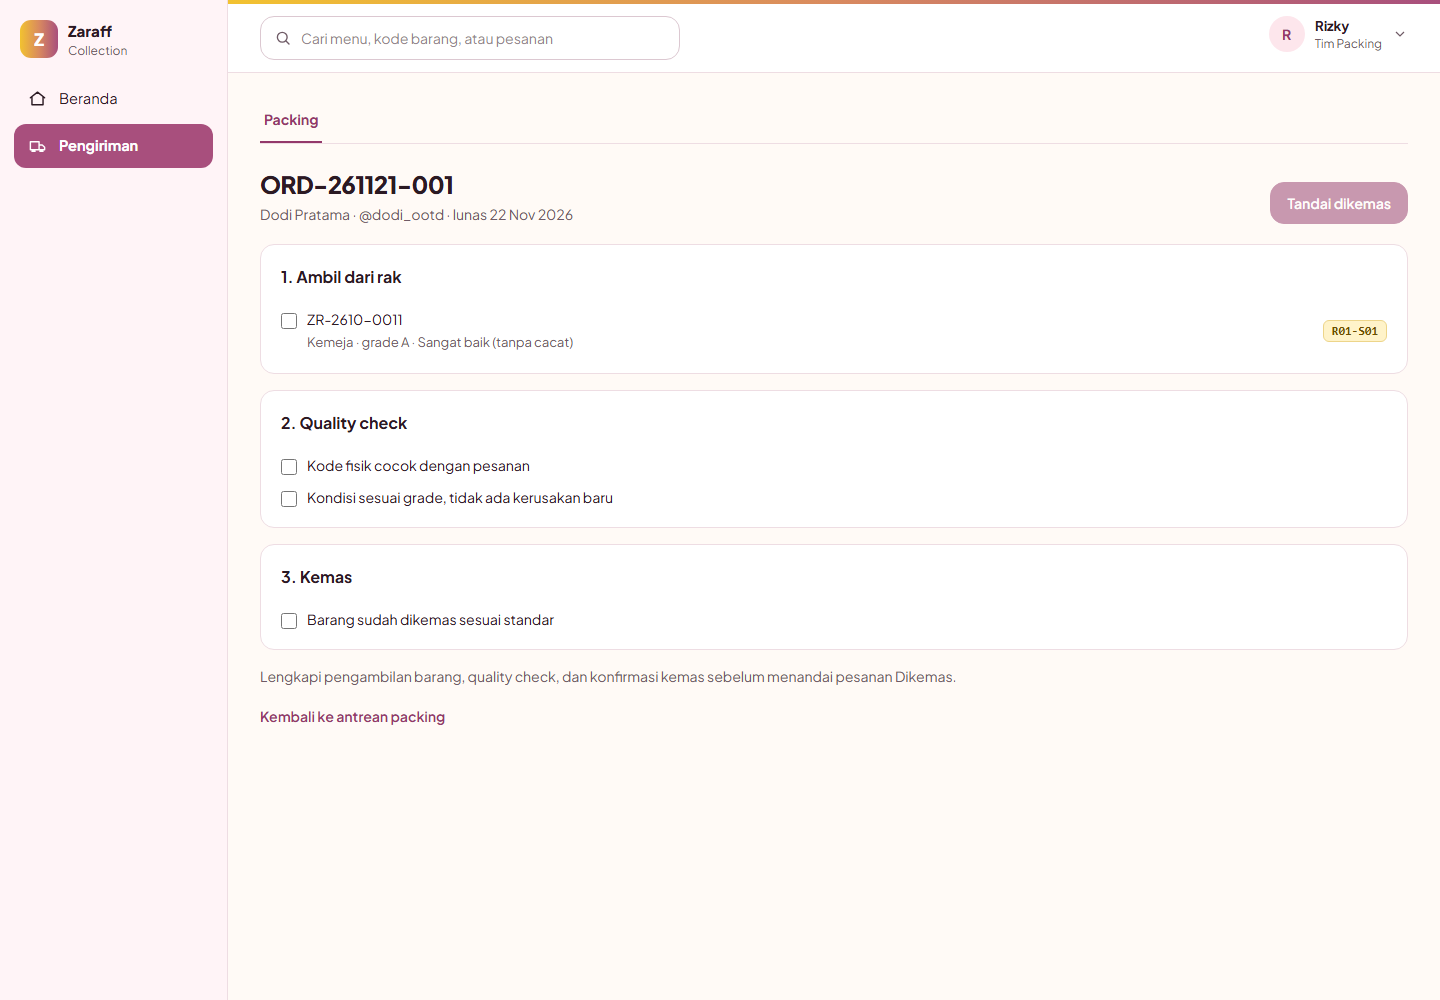 Z
Zaraff
Collection
Beranda
Pengiriman
Cari menu, kode barang, atau pesanan
R
Rizky
Tim Packing
Packing
ORD-261121-001
Dodi Pratama · @dodi_ootd · lunas 22 Nov 2026
Tandai dikemas
1. Ambil dari rak
ZR-2610-0011
Kemeja · grade A · Sangat baik (tanpa cacat)
R01-S01
2. Quality check
Kode fisik cocok dengan pesanan
Kondisi sesuai grade, tidak ada kerusakan baru
3. Kemas
Barang sudah dikemas sesuai standar
Lengkapi pengambilan barang, quality check, dan konfirmasi kemas sebelum menandai pesanan Dikemas.
Kembali ke antrean packing